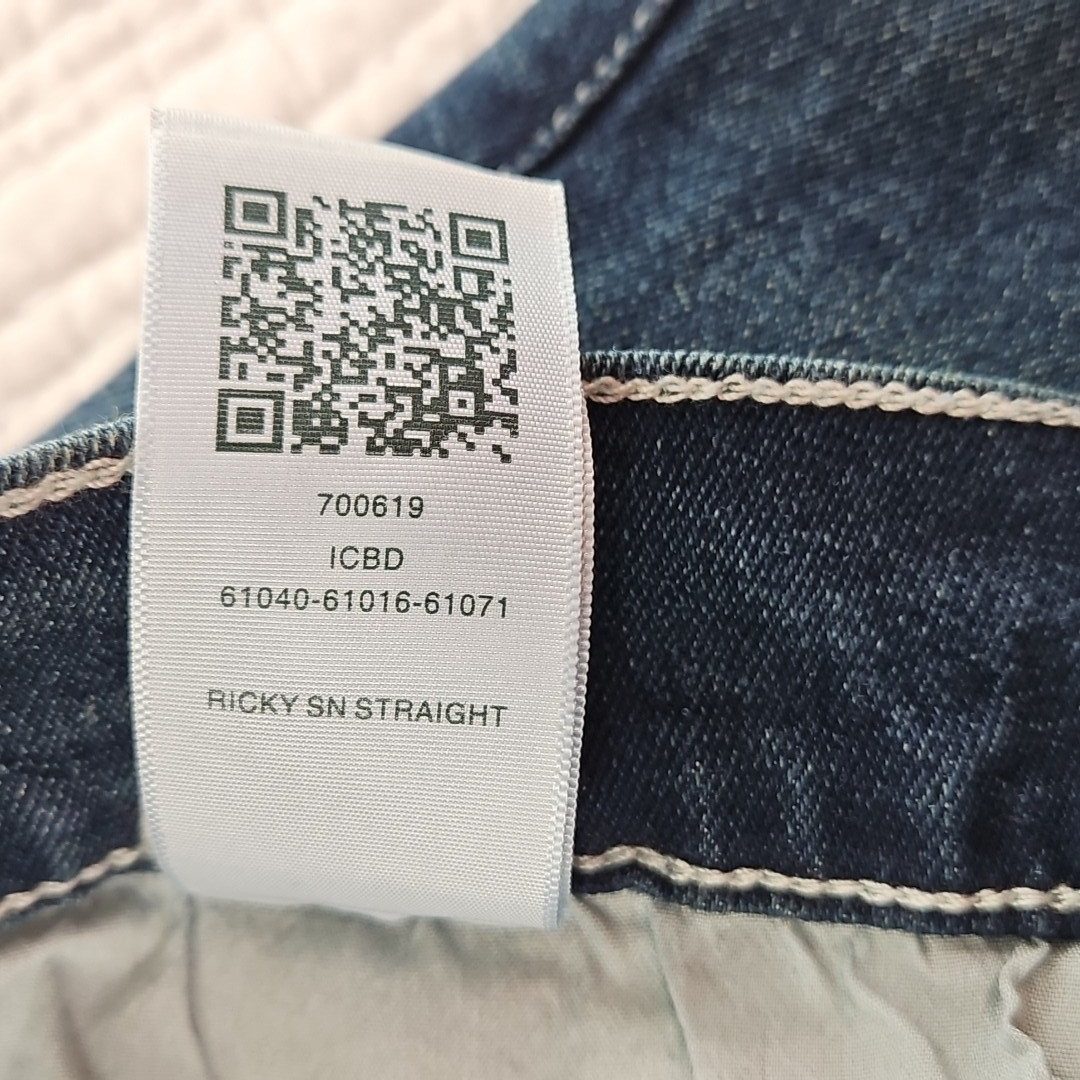 700619
ICBD
61040-61016-61071
RICKY SN STRAIGHT